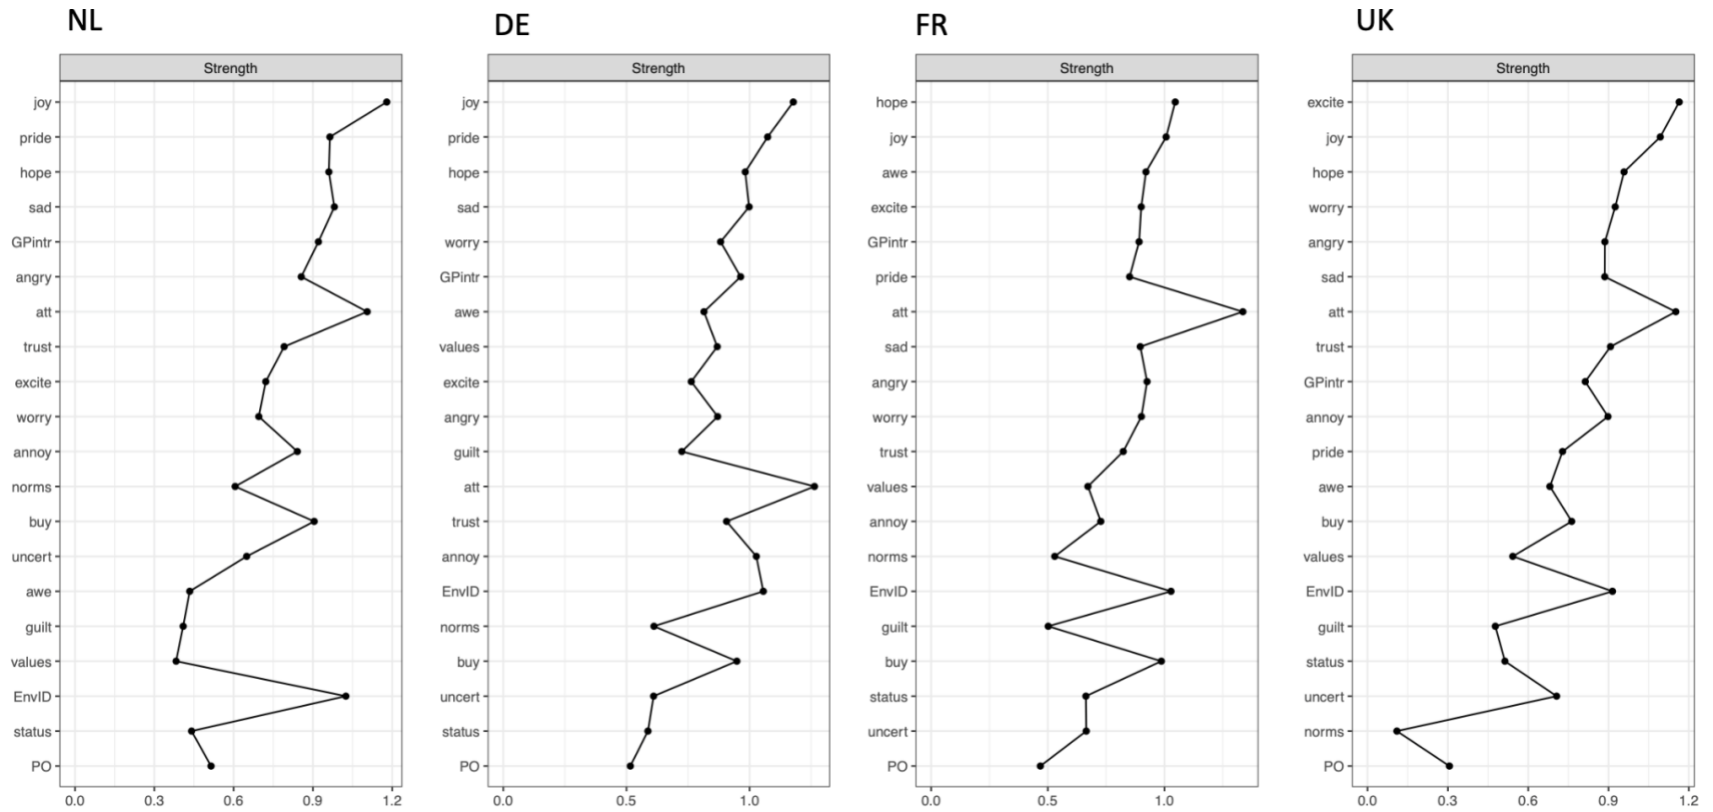 NL
Strength
joy
pride
hope
sad
GPintr
angry
att
trust
excite
worry
annoy
norms
buy
uncert
awe
guilt
values
EnvID
status
PO
0.0 0.3 0.6 0.9 1.2
DE
Strength
joy
pride
hope
sad
worry
GPintr
awe
values
excite
angry
guilt
att
trust
annoy
EnvID
norms
buy
uncert
status
PO
0.0 0.5 1.0
FR
Strength
hope
joy
awe
excite
GPintr
pride
att
sad
angry
worry
trust
values
annoy
norms
EnvID
guilt
buy
status
uncert
PO
0.0 0.5 1.0
UK
Strength
excite
joy
hope
worry
angry
sad
att
trust
GPintr
annoy
pride
awe
buy
values
EnvID
guilt
status
uncert
norms
PO
0.0 0.3 0.6 0.9 1.2